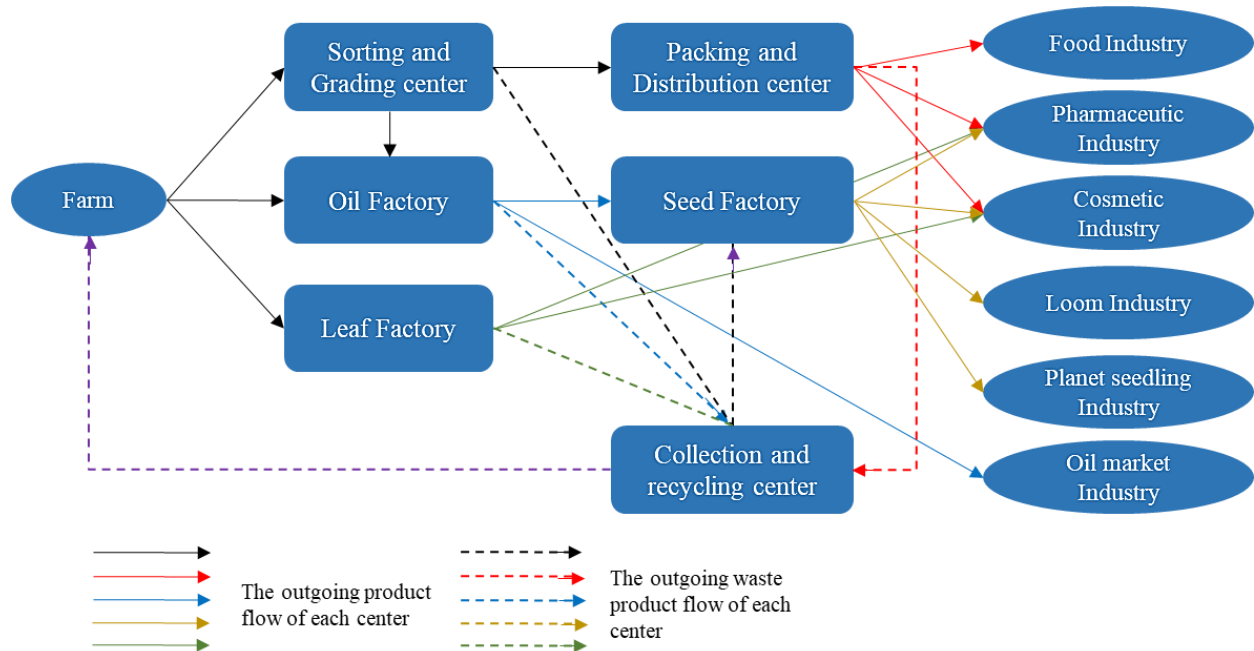 Sorting and
Grading center
Packing and
Distribution center
Food Industry
Pharmaceutic
Industry
Farm
Oil Factory
Seed Factory
Cosmetic
Industry
Leaf Factory
Loom Industry
Planet seedling
Industry
Collection and
recycling center
Oil market
Industry
The outgoing product
flow of each center
The outgoing waste
product flow of each
center